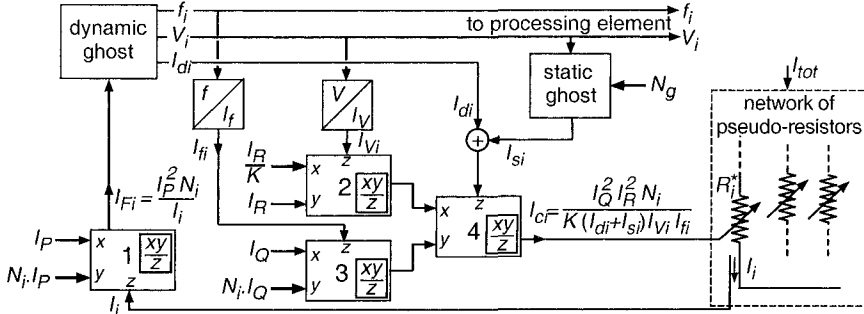 dynamic ghost
f_i
V_i
I_di
to processing element
f_i
V_i
f
I_f
V
I_V
static ghost
N_g
I_tot
network of pseudo-resistors
I_di
I_si
+
I_fi
I_Vi
I_R/K
I_R
x
y
z
2
xy/z
I_Fi = I_P^2 N_i / I_i
I_Q
N_i.I_Q
x
y
z
3
xy/z
x
y
z
4
xy/z
I_ci = I_Q^2 I_R^2 N_i / K (I_di+I_si) I_Vi I_fi
R_i^*
I_i
I_P
N_i.I_P
x
y
z
1
xy/z
I_i